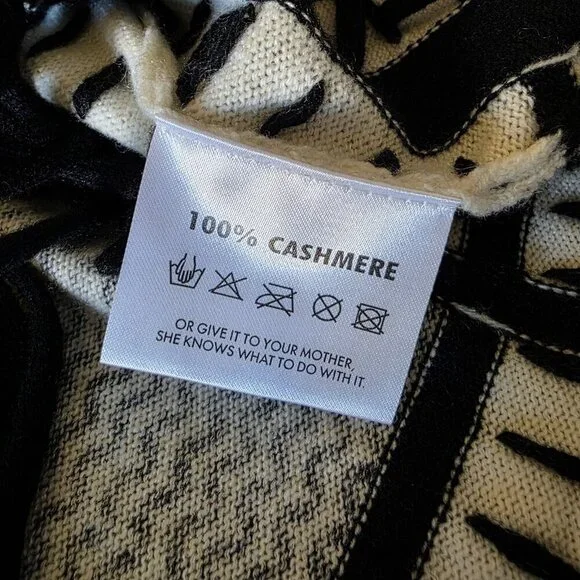 100% CASHMERE
OR GIVE IT TO YOUR MOTHER,
SHE KNOWS WHAT TO DO WITH IT.